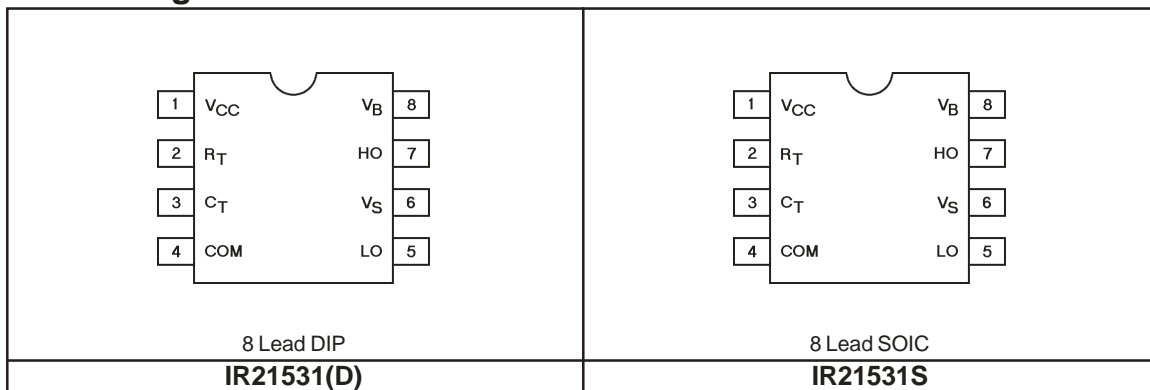 1 VCC VB 8
2 RT HO 7
3 CT VS 6
4 COM LO 5
8 Lead DIP
IR21531(D)
1 VCC VB 8
2 RT HO 7
3 CT VS 6
4 COM LO 5
8 Lead SOIC
IR21531S